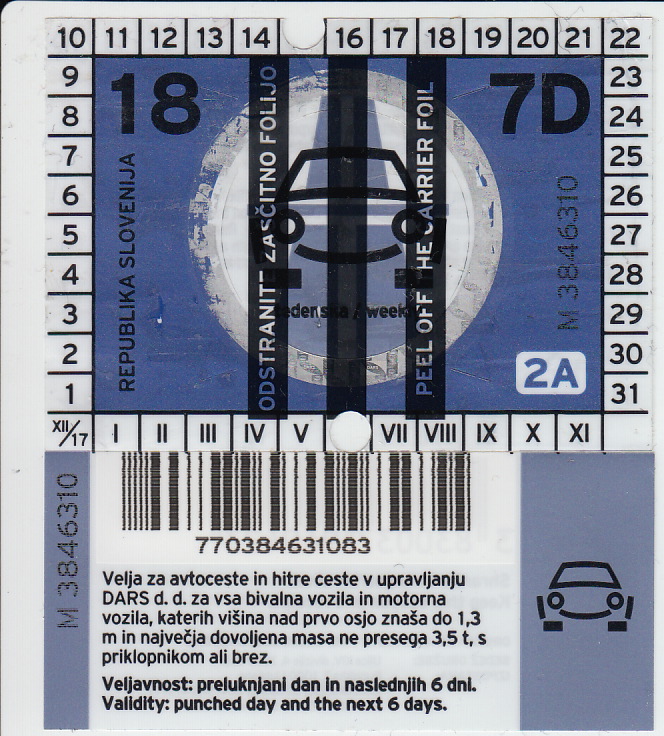 10 11 12 13 14 16 17 18 19 20 21 22
9 23
8 24
7 25
6 26
5 27
4 28
3 29
2 30
1 31
18 7D
REPUBLIKA SLOVENIJA
ODSTRANITE ZAŠČITNO FOLIJO
PEEL OFF THE CARRIER FOIL
M 3846310
2A
XII/17 I II III IV V VII VIII IX X XI
M 3846310
770384631083
Velja za avtoceste in hitre ceste v upravljanju
DARS d. d. za vsa bivalna vozila in motorna
vozila, katerih višina nad prvo osjo znaša do 1,3
m in največja dovoljena masa ne presega 3,5 t, s
priklopnikom ali brez.
Veljavnost: preluknjani dan in naslednjih 6 dni.
Validity: punched day and the next 6 days.